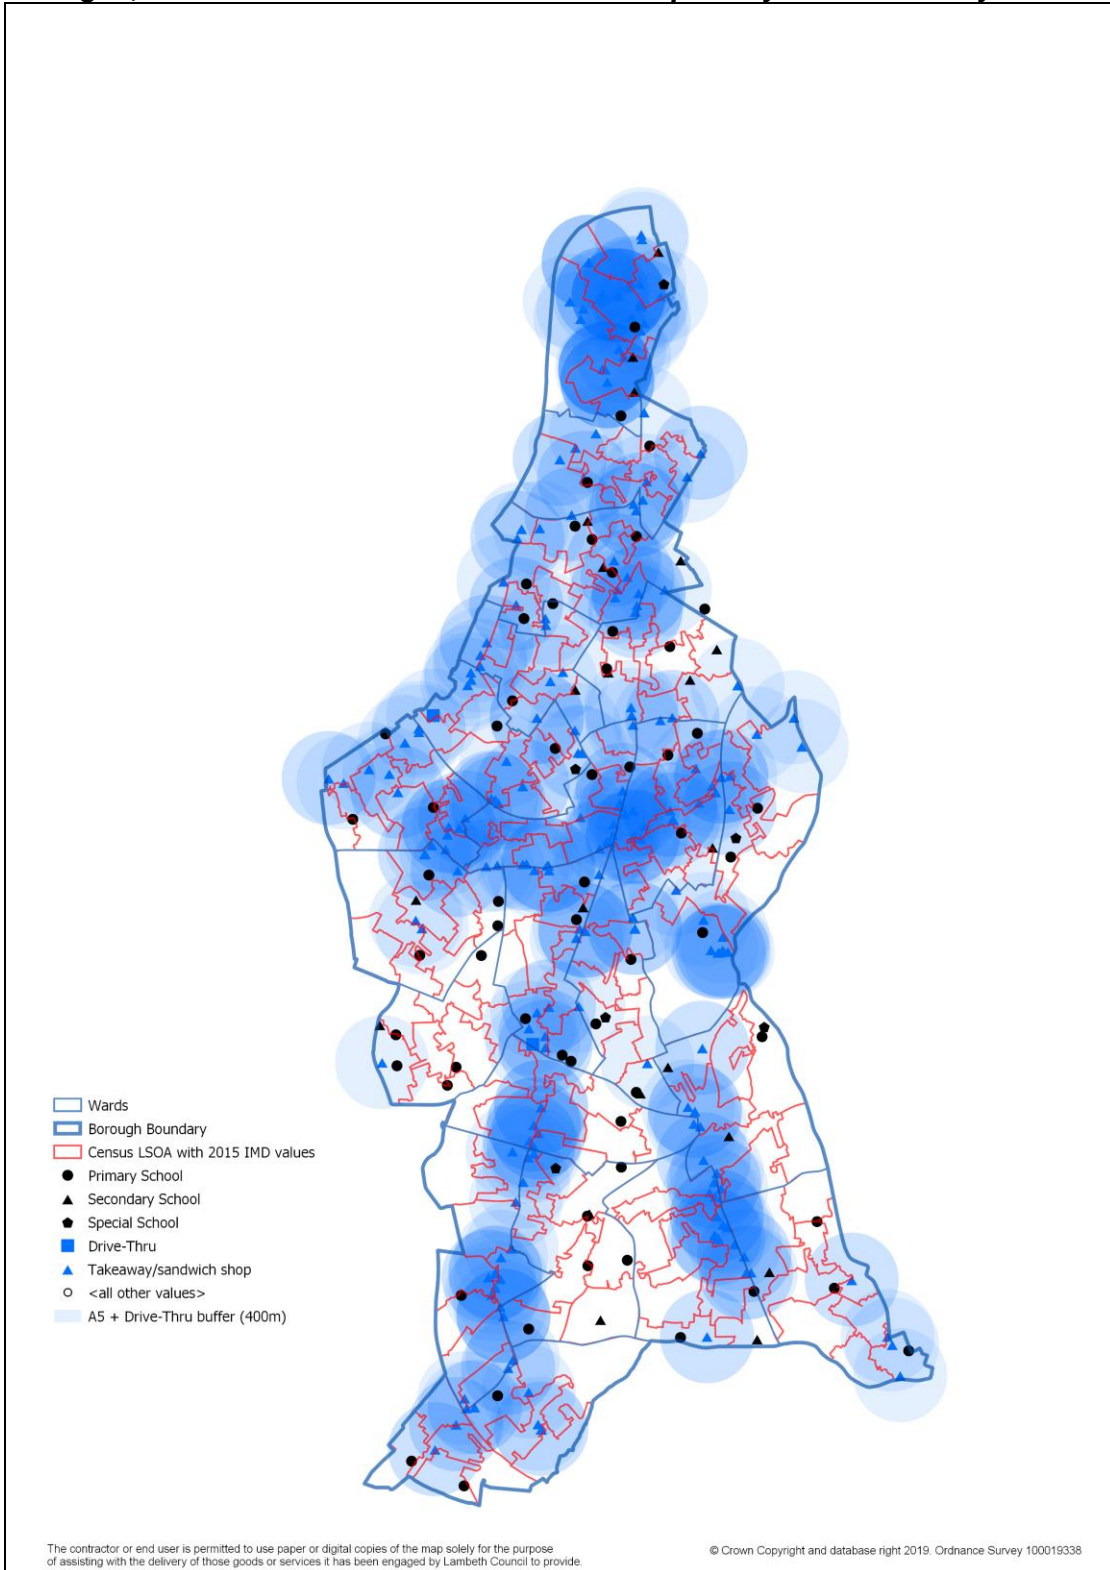 Wards
Borough Boundary
Census LSOA with 2015 IMD values
Primary School
Secondary School
Special School
Drive-Thru
Takeaway/sandwich shop
<all other values>
A5 + Drive-Thru buffer (400m)
The contractor or end user is permitted to use paper or digital copies of the map solely for the purpose
of assisting with the delivery of those goods or services it has been engaged by Lambeth Council to provide.
© Crown Copyright and database right 2019. Ordnance Survey 100019338